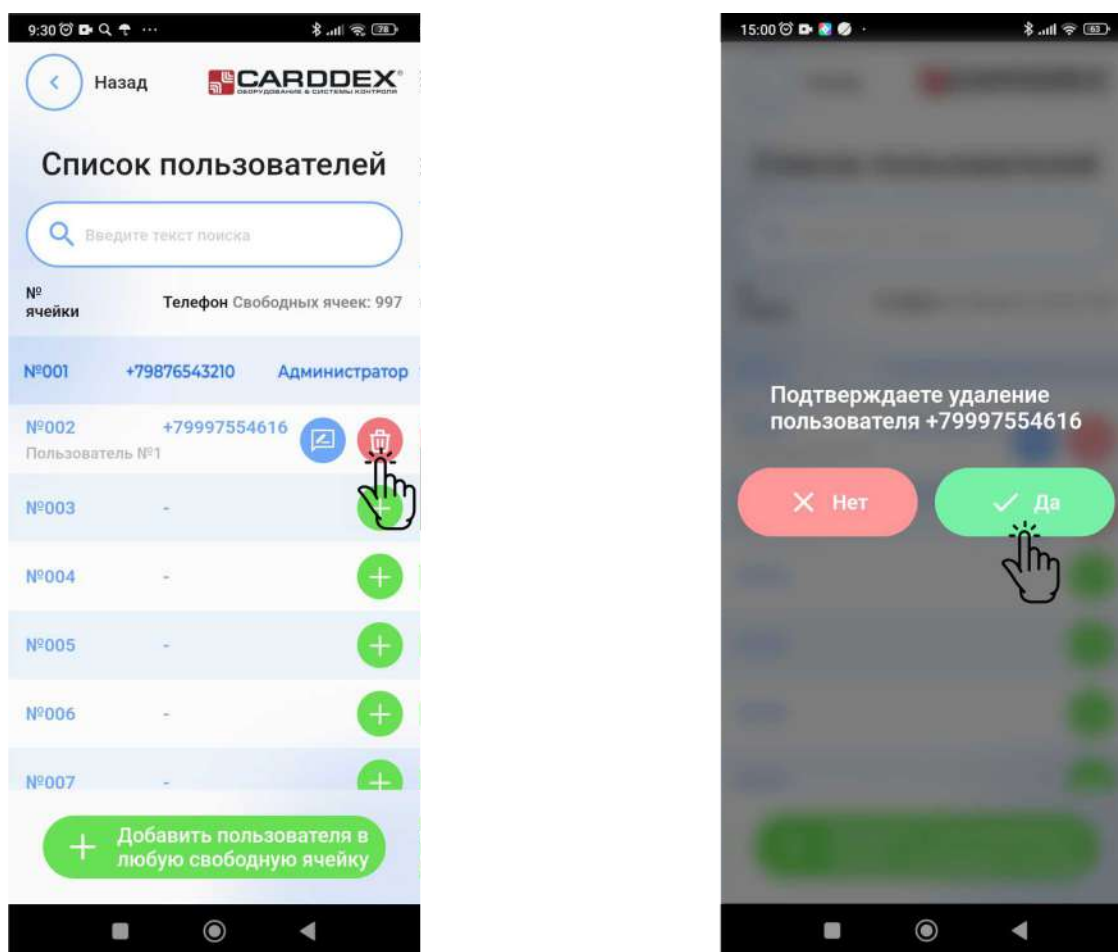 9:30
78
Назад
CARDDEX®
ОБОРУДОВАНИЕ & СИСТЕМЫ КОНТРОЛЯ
Список пользователей
Введите текст поиска
№ ячейки
Телефон Свободных ячеек: 997
№001 +79876543210 Администратор
№002 +79997554616
Пользователь №1
№003 -
№004 -
№005 -
№006 -
№007 -
Добавить пользователя в
любую свободную ячейку
15:00
63
Подтверждаете удаление
пользователя +79997554616
Нет
Да